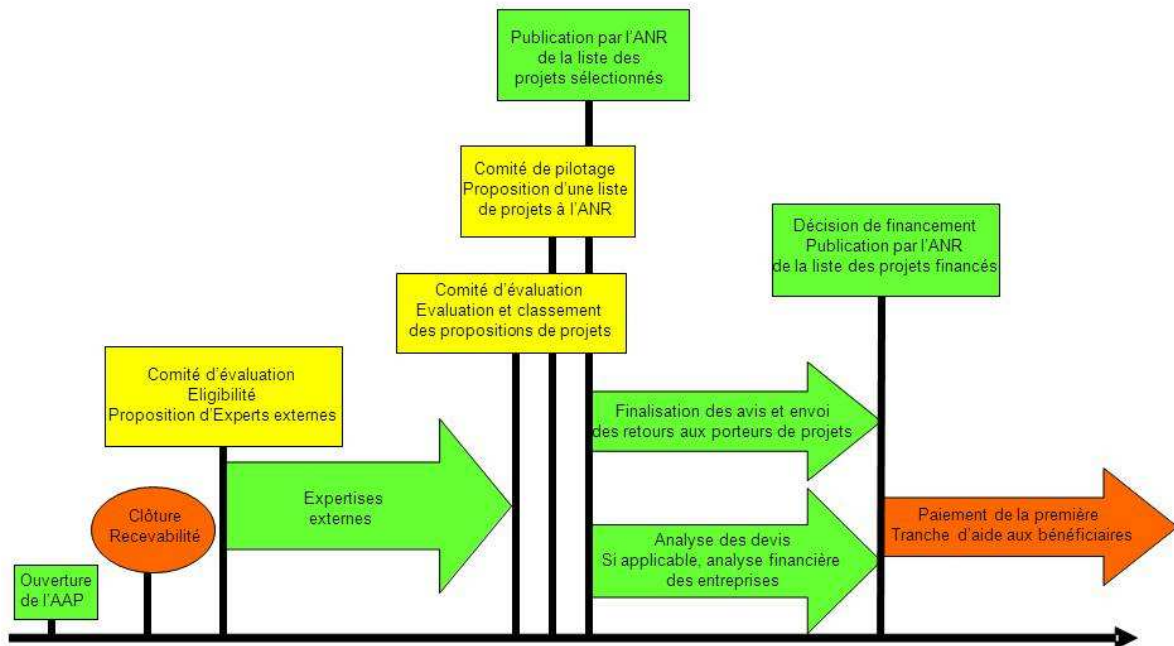 Publication par l'ANR
de la liste des
projets sélectionnés
Comité de pilotage
Proposition d'une liste
de projets à l'ANR
Décision de financement
Publication par l'ANR
de la liste des projets financés
Comité d'évaluation
Evaluation et classement
des propositions de projets
Comité d'évaluation
Eligibilité
Proposition d'Experts externes
Finalisation des avis et envoi
des retours aux porteurs de projets
Expertises
externes
Clôture
Recevabilité
Paiement de la première
Tranche d'aide aux bénéficiaires
Analyse des devis
Si applicable, analyse financière
des entreprises
Ouverture
de l'AAP